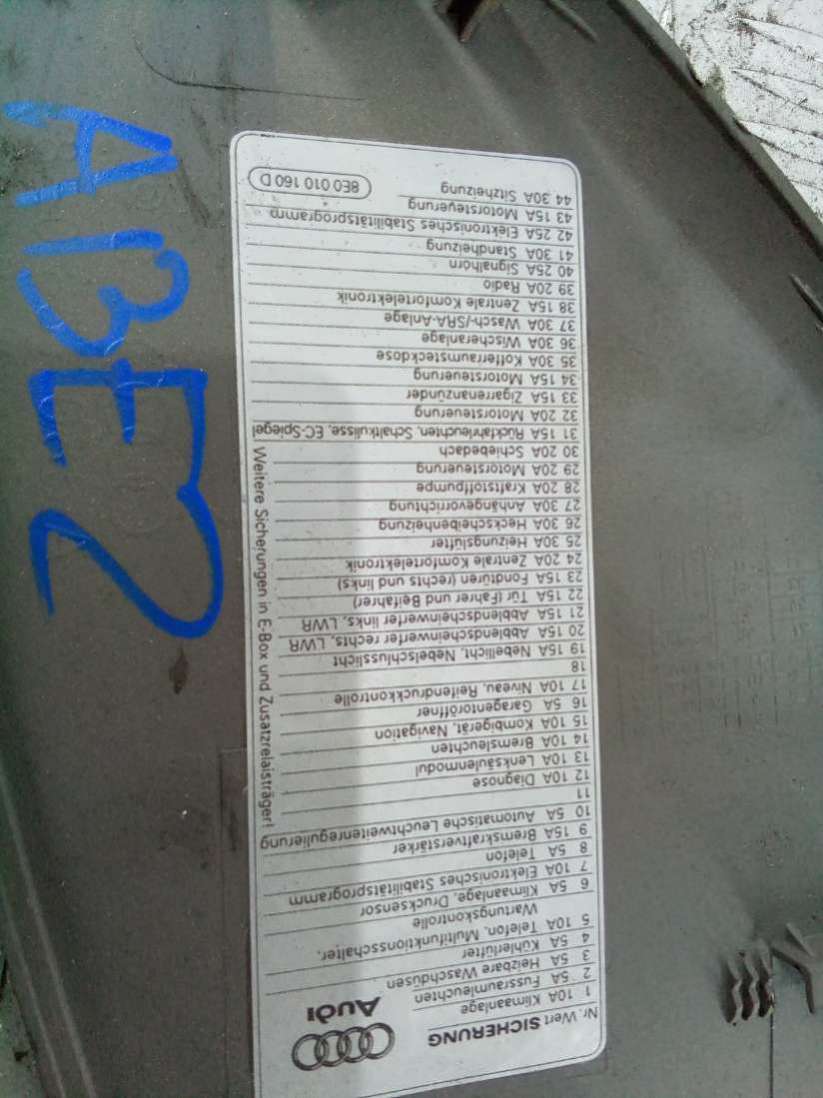 ABE2
Nr. Wert SICHERUNG
Audi
1 10A Klimaanlage
2 5A Fussraumleuchten
3 5A Heizbare Waschdüsen
4 5A Kühlerlüfter
5 10A Telefon, Multifunktionsschalter,
Wartungskontrolle
6 5A Klimaanlage, Drucksensor
7 10A Elektronisches Stabilitätsprogramm
8 5A Telefon
9 15A Bremskraftverstärker
10 5A Automatische Leuchtweitenregulierung
11
12 10A Diagnose
13 10A Lenksäulenmodul
14 10A Bremsleuchten
15 10A Kombigerät, Navigation
16 5A Garagentoröffner
17 10A Niveau, Reifendruckkontrolle
18
19 15A Nebellicht, Nebelschlusslicht
20 15A Abblendscheinwerfer rechts, LWR
21 15A Abblendscheinwerfer links, LWR
22 15A Tür (Fahrer und Beifahrer)
23 15A Fondtüren (rechts und links)
24 20A Zentrale Komfortelektronik
25 30A Heizungslüfter
26 30A Heckscheibenheizung
27 30A Anhängevorrichtung
28 20A Kraftstoffpumpe
29 20A Motorsteuerung
30 20A Schiebedach
31 15A Rückfahrleuchten, Schaltkulisse, EC-Spiegel
32 20A Motorsteuerung
33 15A Zigarrenanzünder
34 15A Motorsteuerung
35 30A Kofferraumsteckdose
36 30A Wischeranlage
37 30A Wasch-/SRA-Anlage
38 15A Zentrale Komfortelektronik
39 20A Radio
40 25A Signalhorn
41 30A Standheizung
42 25A Elektronisches Stabilitätsprogramm
43 15A Motorsteuerung
44 30A Sitzheizung
8E0 010 160 D
Weitere Sicherungen in E-Box und Zusatzrelaisträger!